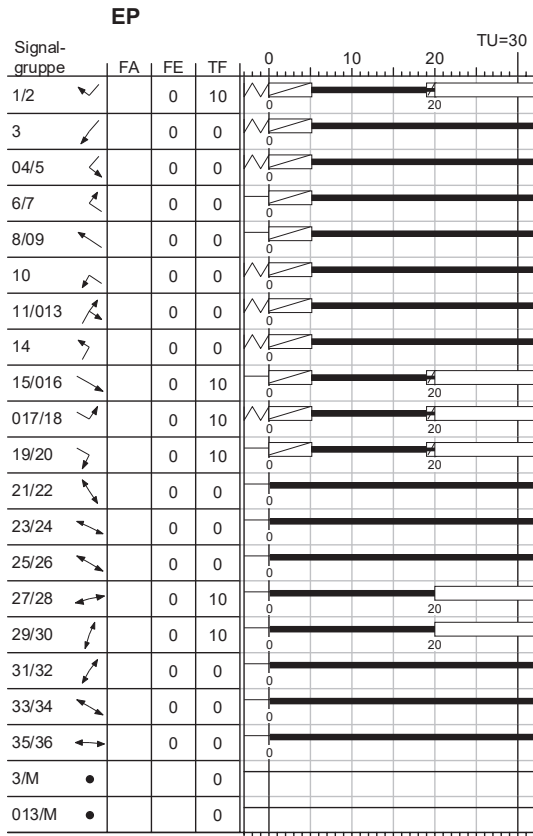 EP
TU=30
Signal-
gruppe FA FE TF 0 10 20
1/2 0 10 20
3 0 0 0
04/5 0 0 0
6/7 0 0 0
8/09 0 0 0
10 0 0 0
11/013 0 0 0
14 0 0 0
15/016 0 10 0 20
017/18 0 10 0 20
19/20 0 10 0 20
21/22 0 0 0
23/24 0 0 0
25/26 0 0 0
27/28 0 10 0 20
29/30 0 10 0 20
31/32 0 0 0
33/34 0 0 0
35/36 0 0 0
3/M 0
013/M 0